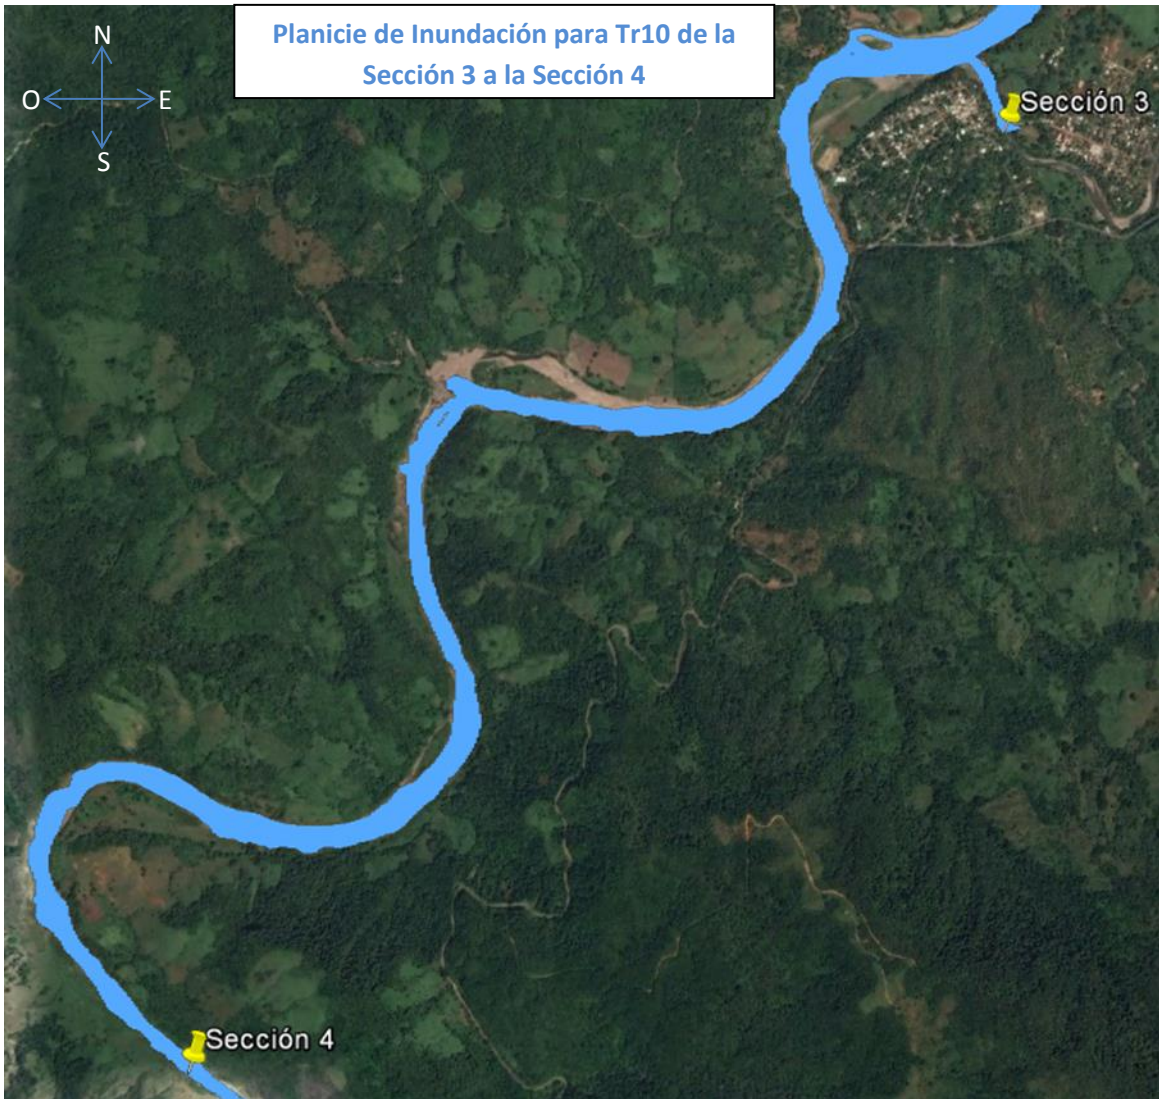 Planicie de Inundación para Tr10 de la
Sección 3 a la Sección 4
N
O
E
S
Sección 3
Sección 4